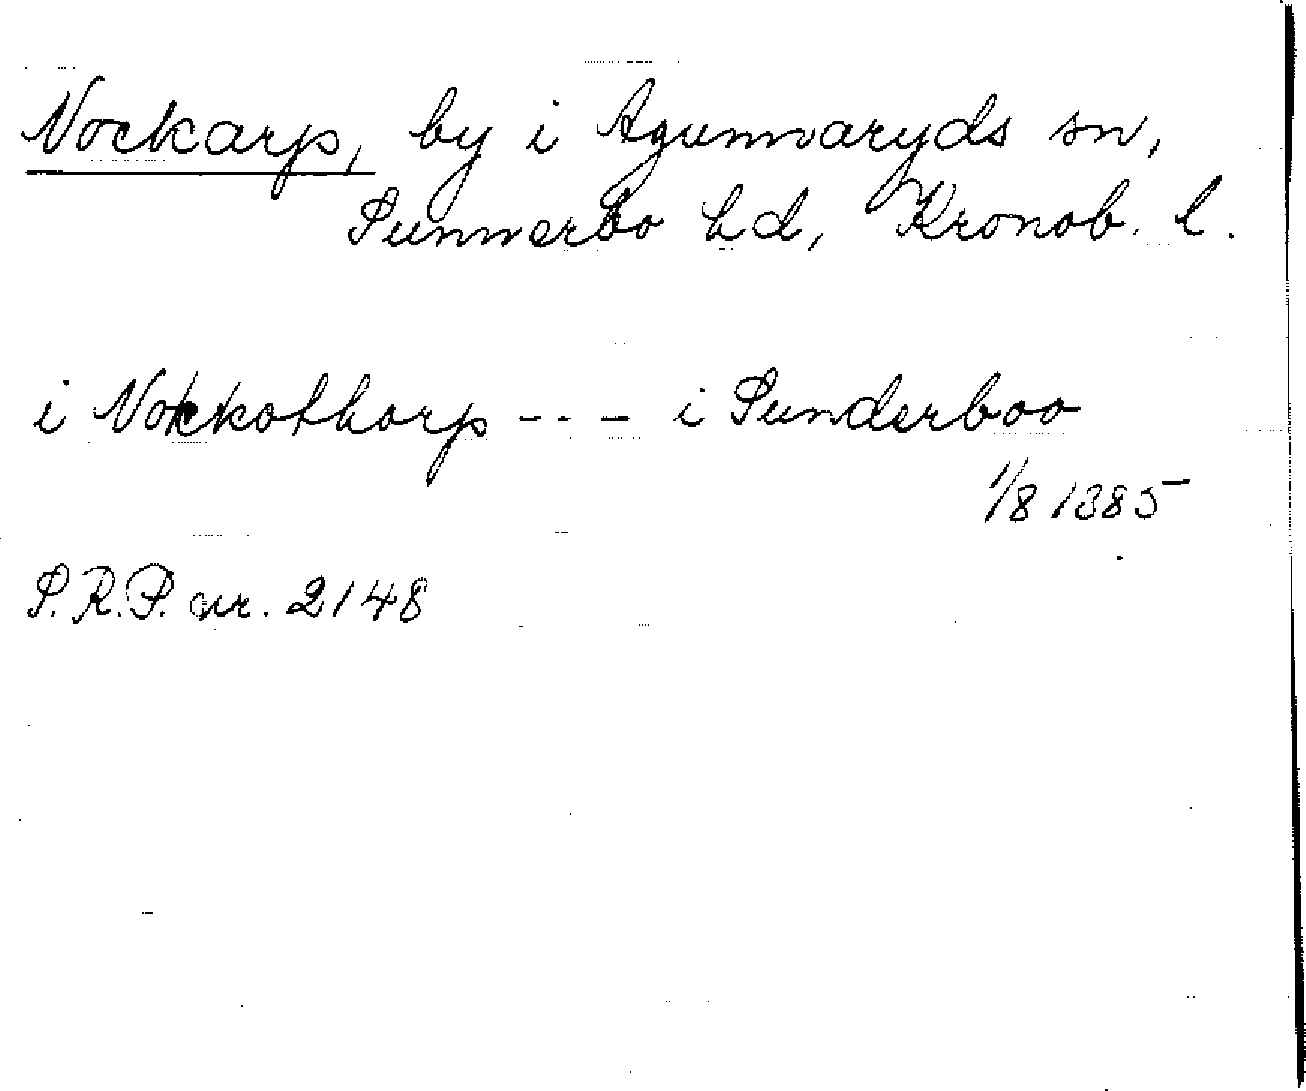 Nockarp, by i Agunnaryds sn,
Sunnerbo hd, Kronob. l.
i Nokkothorp --- i Sunderboo
1/8 1385
S.R.P. nr. 2148